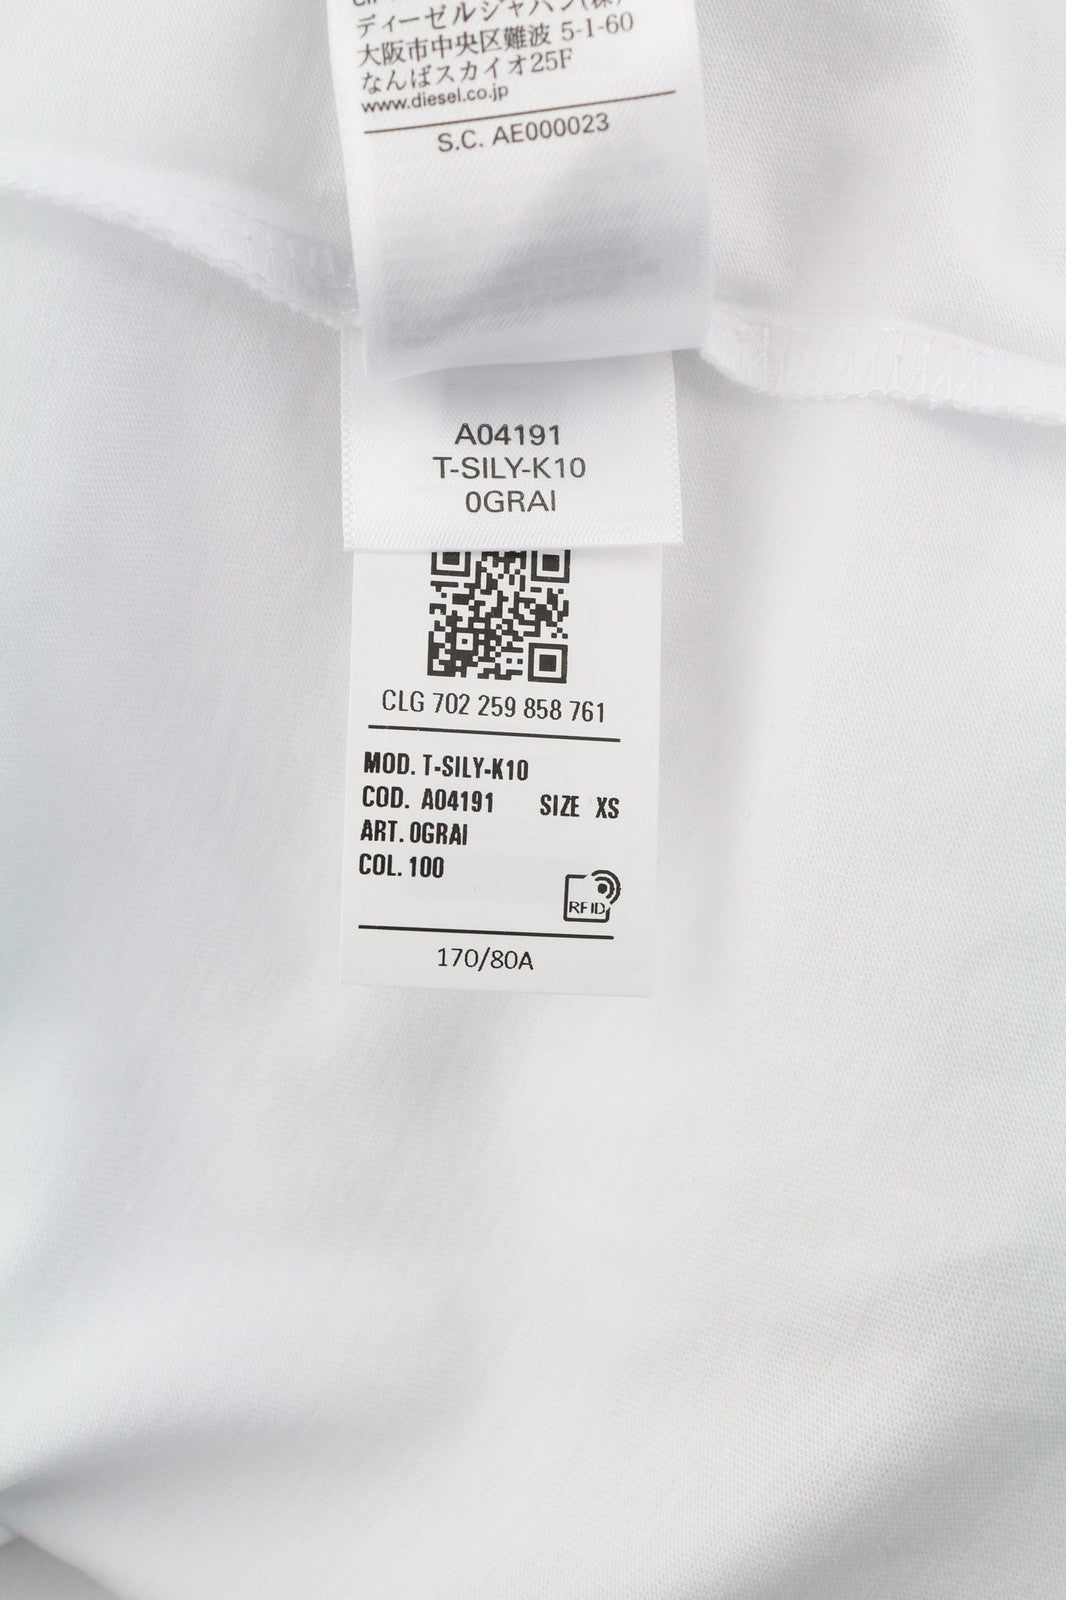 ディーゼルジャパン(株)
大阪市中央区難波 5-1-60
なんばスカイオ25F
www.diesel.co.jp
S.C. AE000023
A04191
T-SILY-K10
0GRAI
CLG 702 259 858 761
MOD. T-SILY-K10
COD. A04191 SIZE XS
ART. 0GRAI
COL. 100
RFID
170/80A